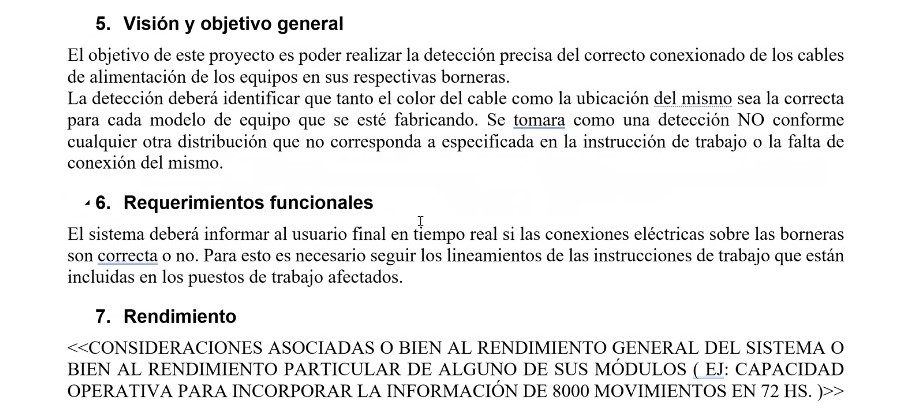 5. Visión y objetivo general
El objetivo de este proyecto es poder realizar la detección precisa del correcto conexionado de los cables
de alimentación de los equipos en sus respectivas borneras.
La detección deberá identificar que tanto el color del cable como la ubicación del mismo sea la correcta
para cada modelo de equipo que se esté fabricando. Se tomara como una detección NO conforme
cualquier otra distribución que no corresponda a especificada en la instrucción de trabajo o la falta de
conexión del mismo.
6. Requerimientos funcionales
El sistema deberá informar al usuario final en tiempo real si las conexiones eléctricas sobre las borneras
son correcta o no. Para esto es necesario seguir los lineamientos de las instrucciones de trabajo que están
incluidas en los puestos de trabajo afectados.
7. Rendimiento
<<CONSIDERACIONES ASOCIADAS O BIEN AL RENDIMIENTO GENERAL DEL SISTEMA O
BIEN AL RENDIMIENTO PARTICULAR DE ALGUNO DE SUS MÓDULOS ( EJ: CAPACIDAD
OPERATIVA PARA INCORPORAR LA INFORMACIÓN DE 8000 MOVIMIENTOS EN 72 HS. )>>